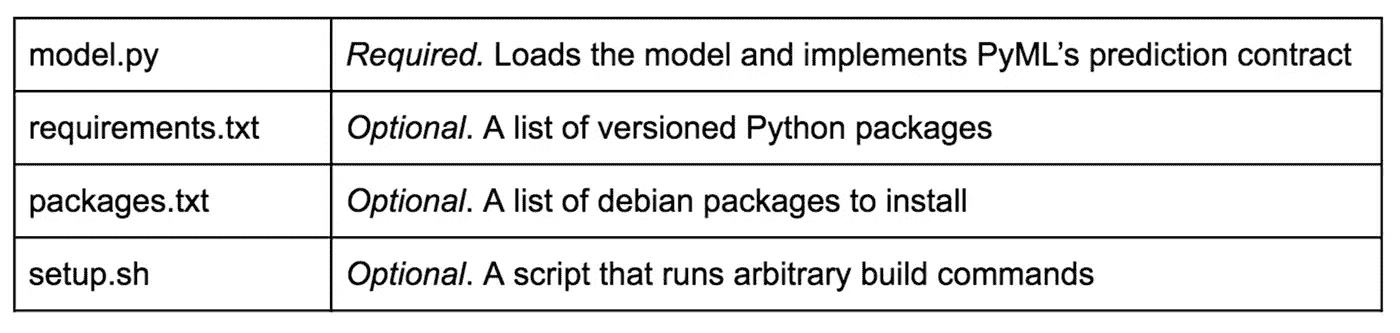 model.py Required. Loads the model and implements PyML’s prediction contract
requirements.txt Optional. A list of versioned Python packages
packages.txt Optional. A list of debian packages to install
setup.sh Optional. A script that runs arbitrary build commands